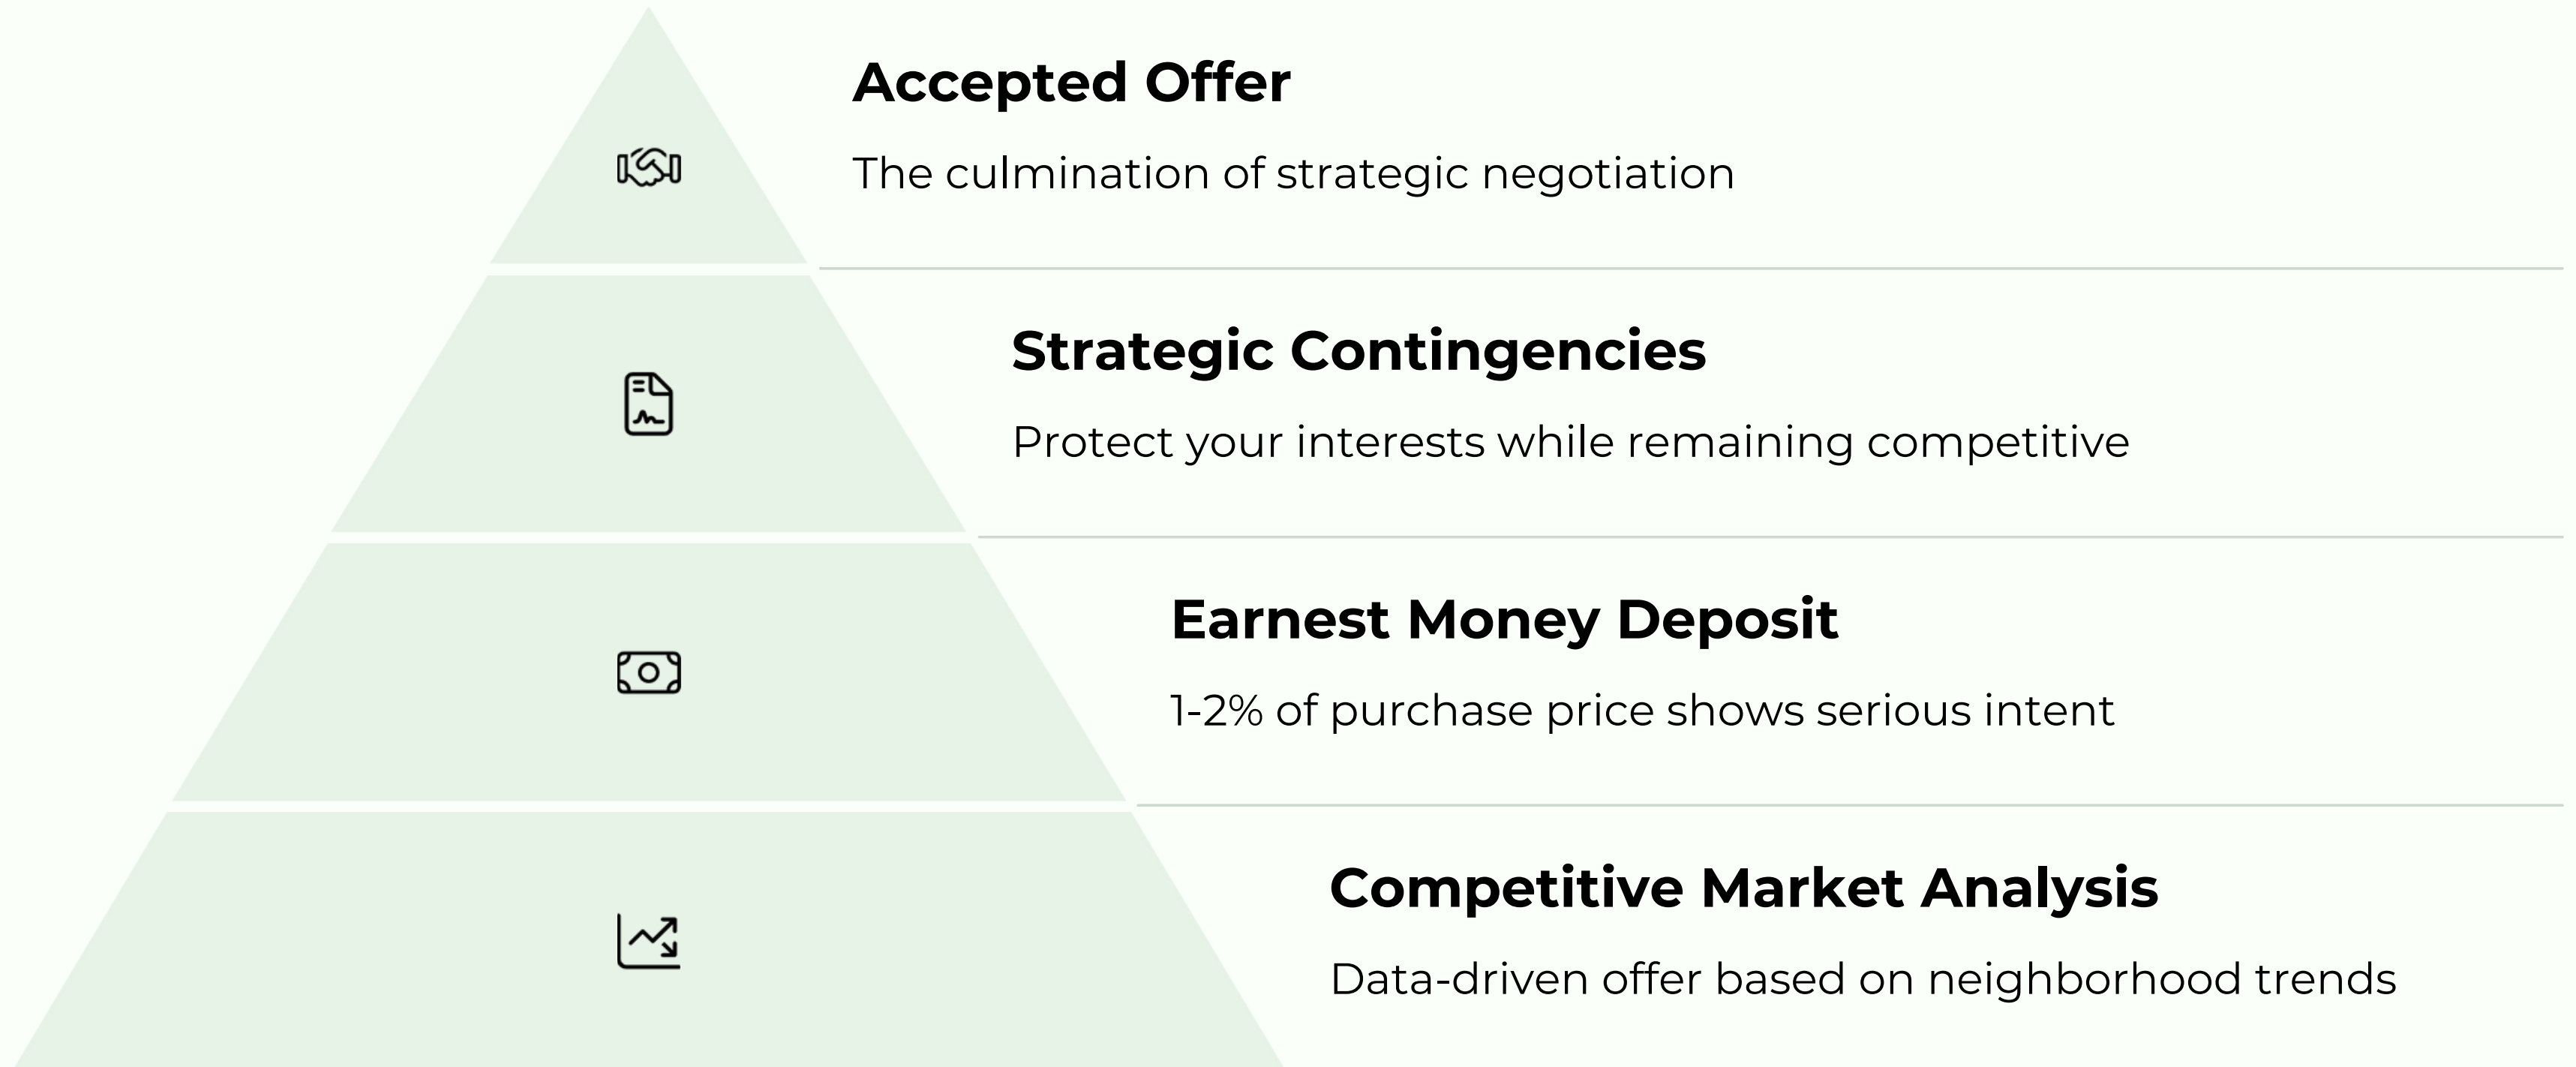 Accepted Offer
The culmination of strategic negotiation
Strategic Contingencies
Protect your interests while remaining competitive
Earnest Money Deposit
1-2% of purchase price shows serious intent
Competitive Market Analysis
Data-driven offer based on neighborhood trends